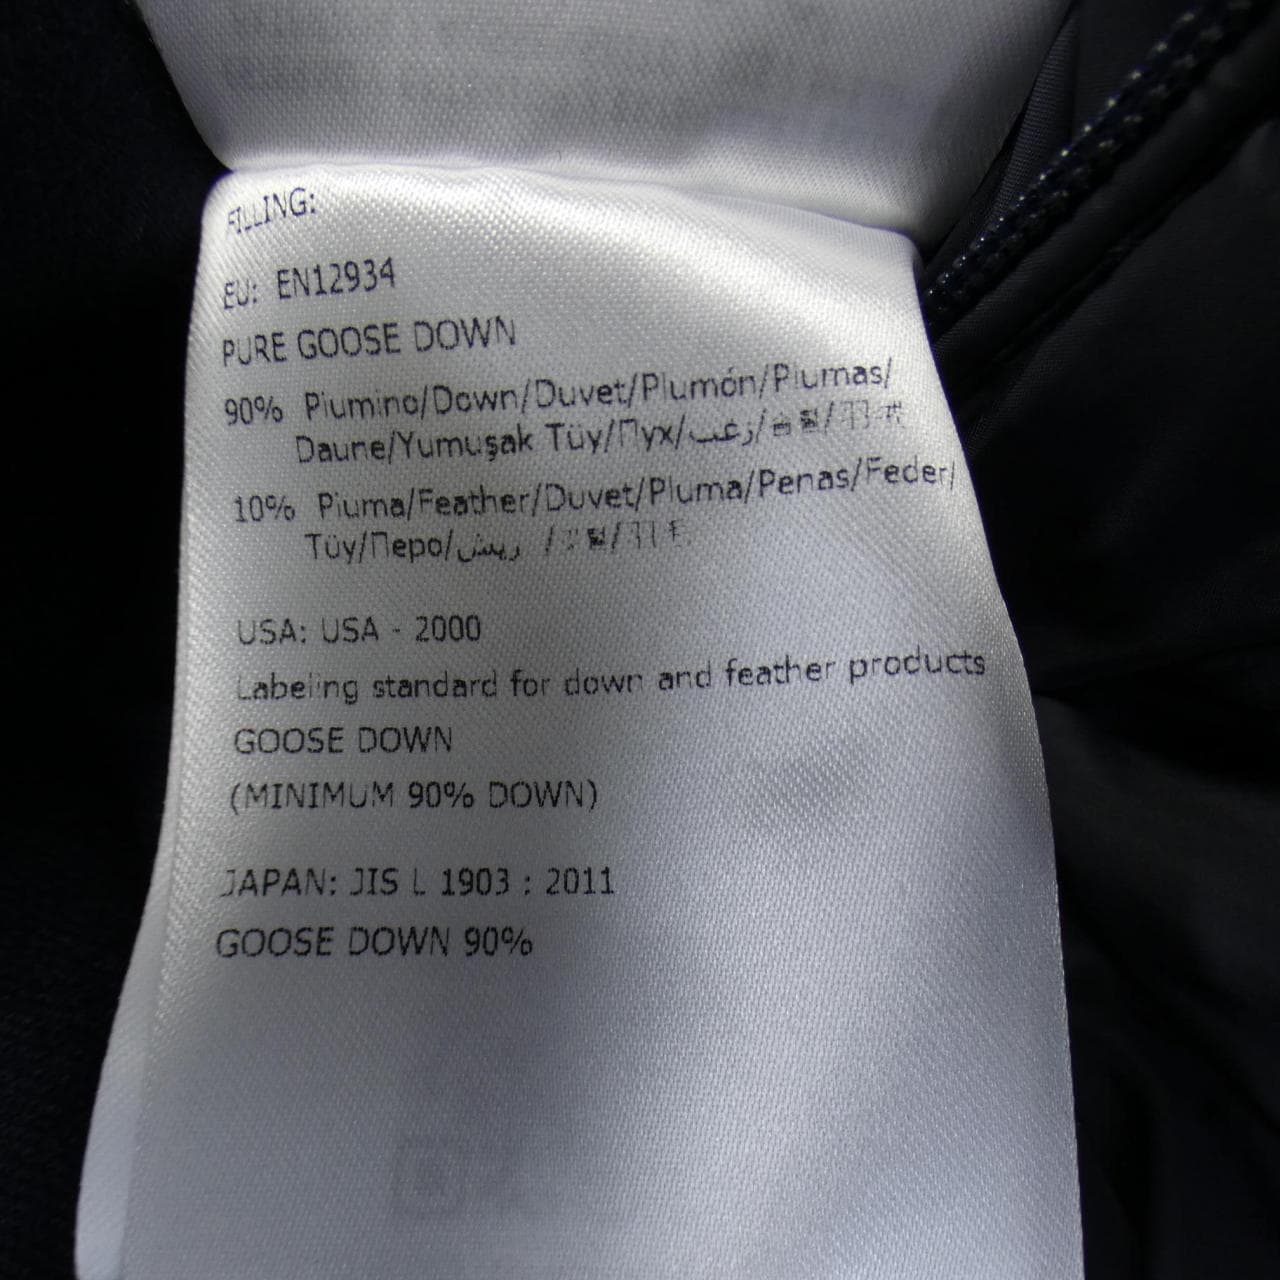 FILLING:
EU: EN12934
PURE GOOSE DOWN
90% Piumino/Down/Duvet/Plumón/Plumas/
Daune/Yumuşak Tüy/Пух/زغب/
10% Piuma/Feather/Duvet/Pluma/Penas/Feder/
Tüy/Перо/ريش /
USA: USA - 2000
Labeling standard for down and feather products
GOOSE DOWN
(MINIMUM 90% DOWN)
JAPAN: JIS L 1903 : 2011
GOOSE DOWN 90%